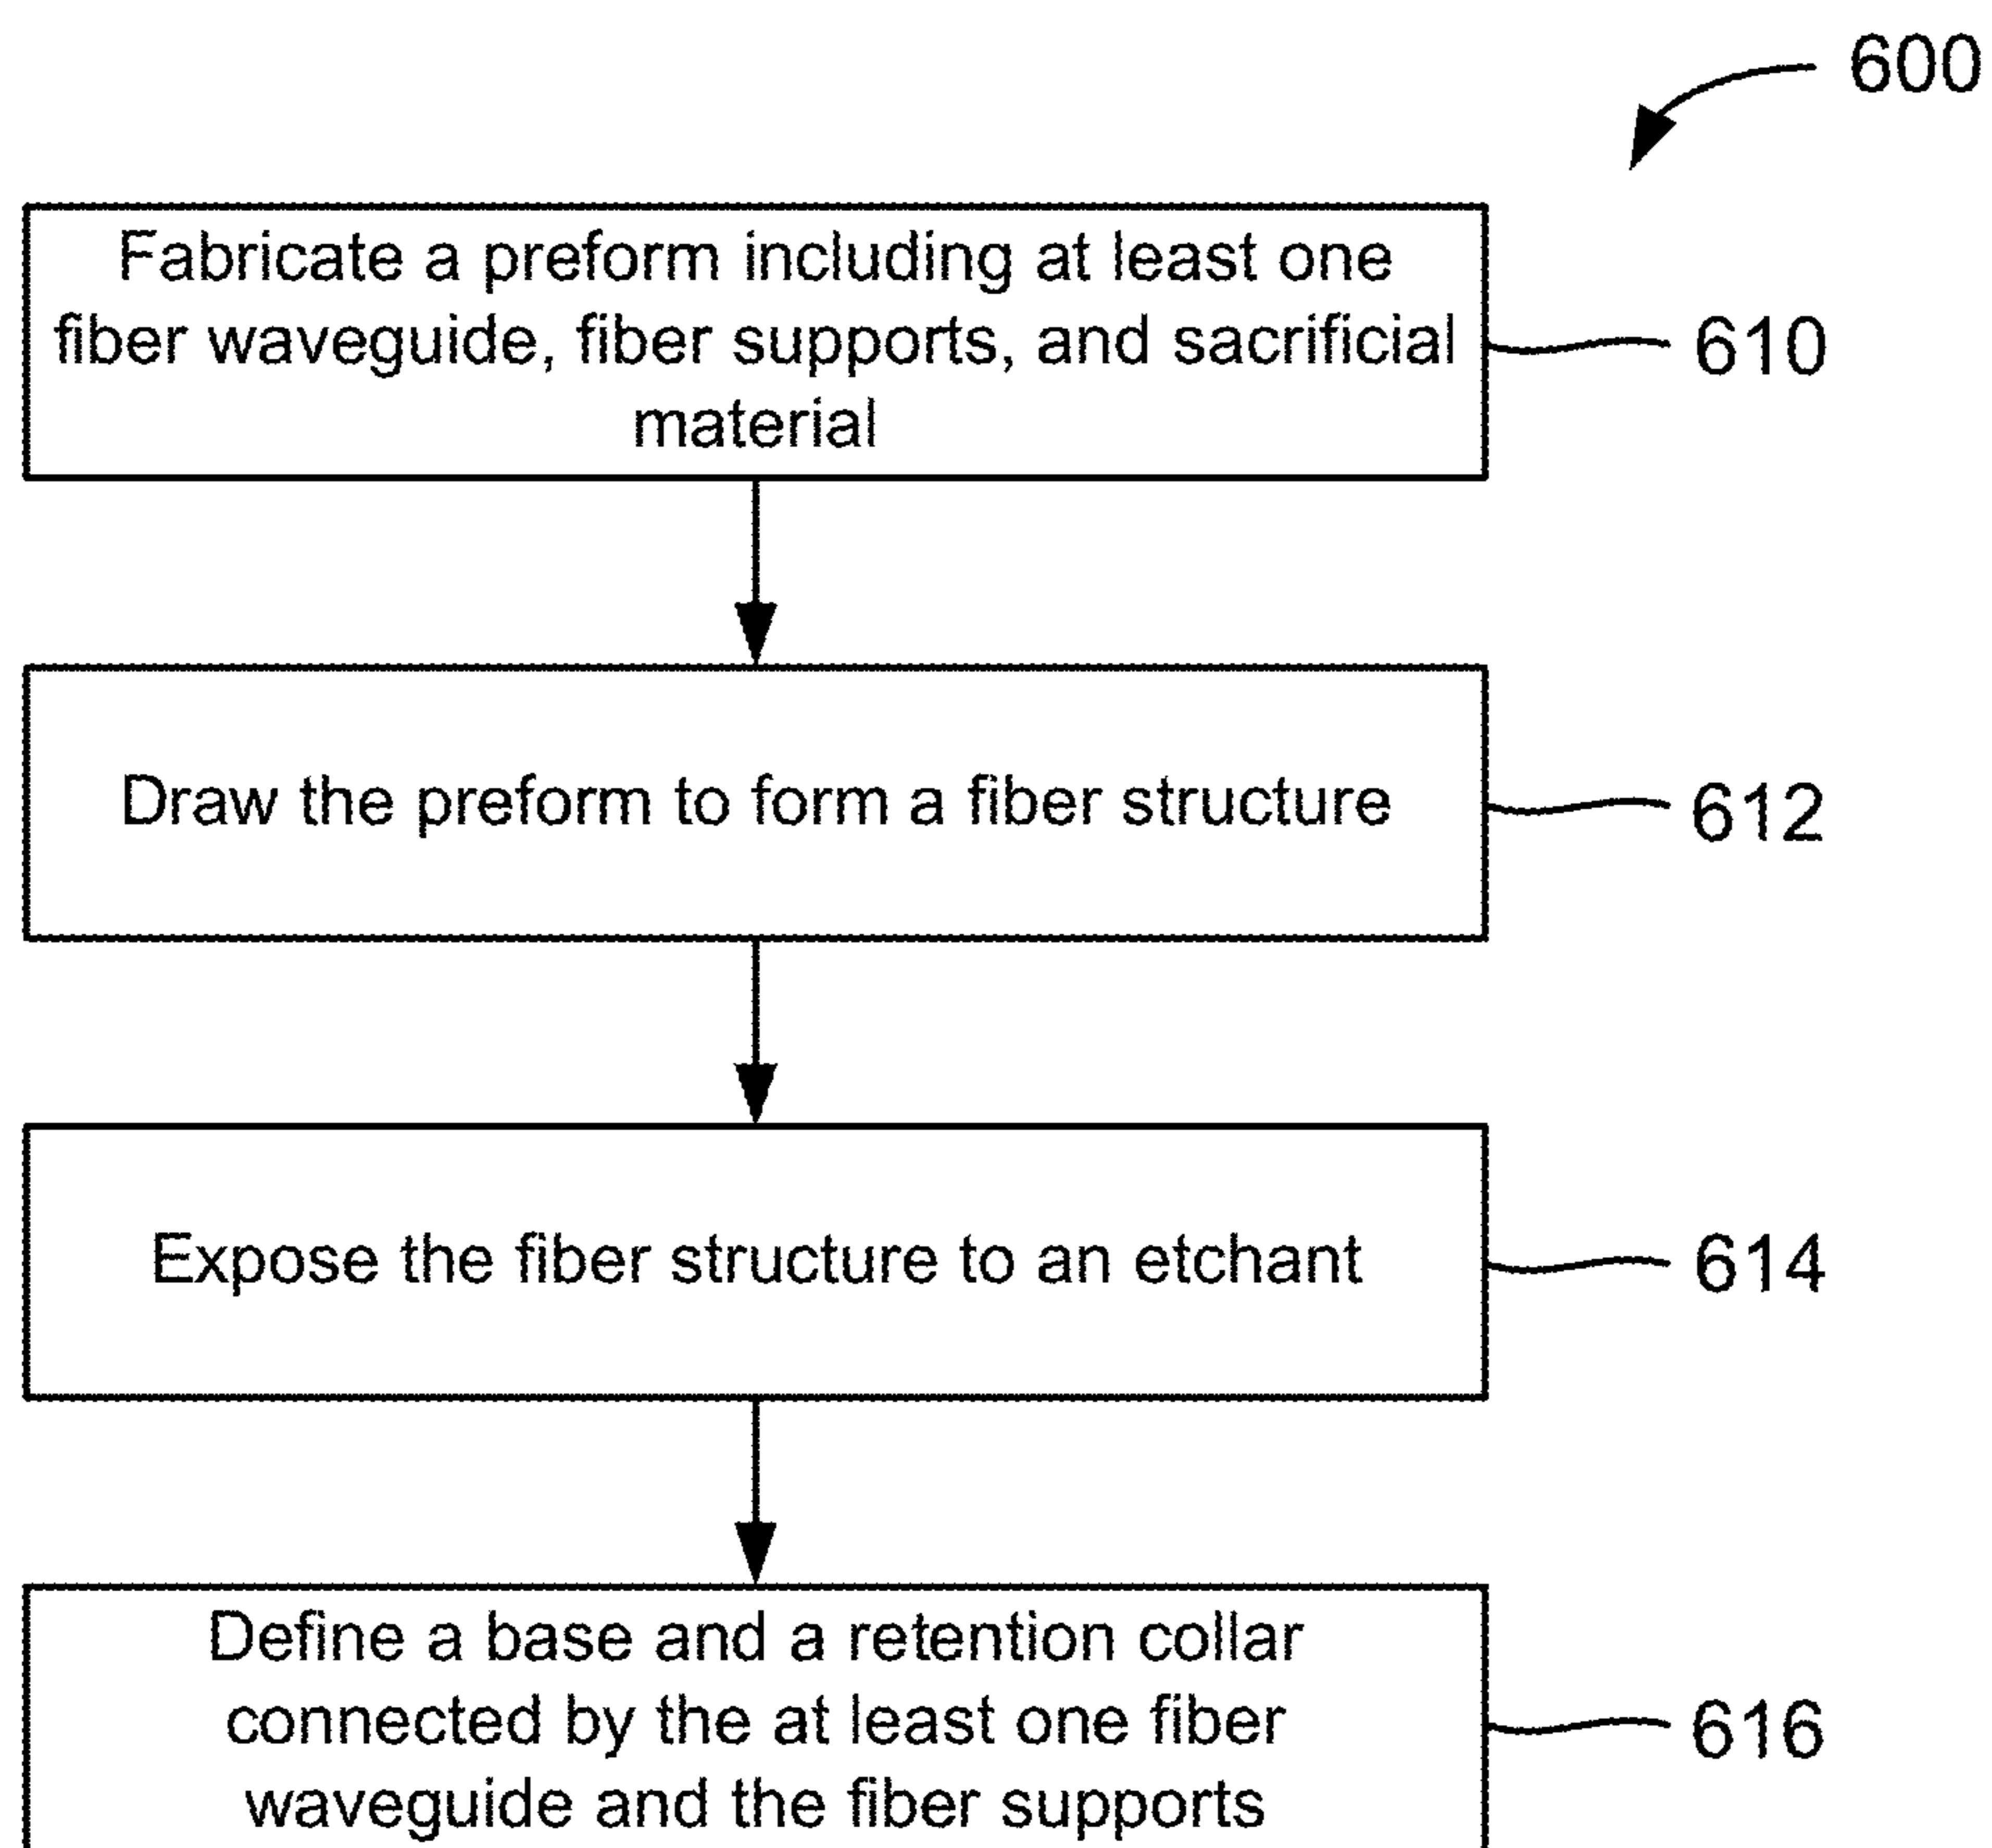 600
Fabricate a preform including at least one
fiber waveguide, fiber supports, and sacrificial
material
610
Draw the preform to form a fiber structure
612
Expose the fiber structure to an etchant
614
Define a base and a retention collar
connected by the at least one fiber
waveguide and the fiber supports
616